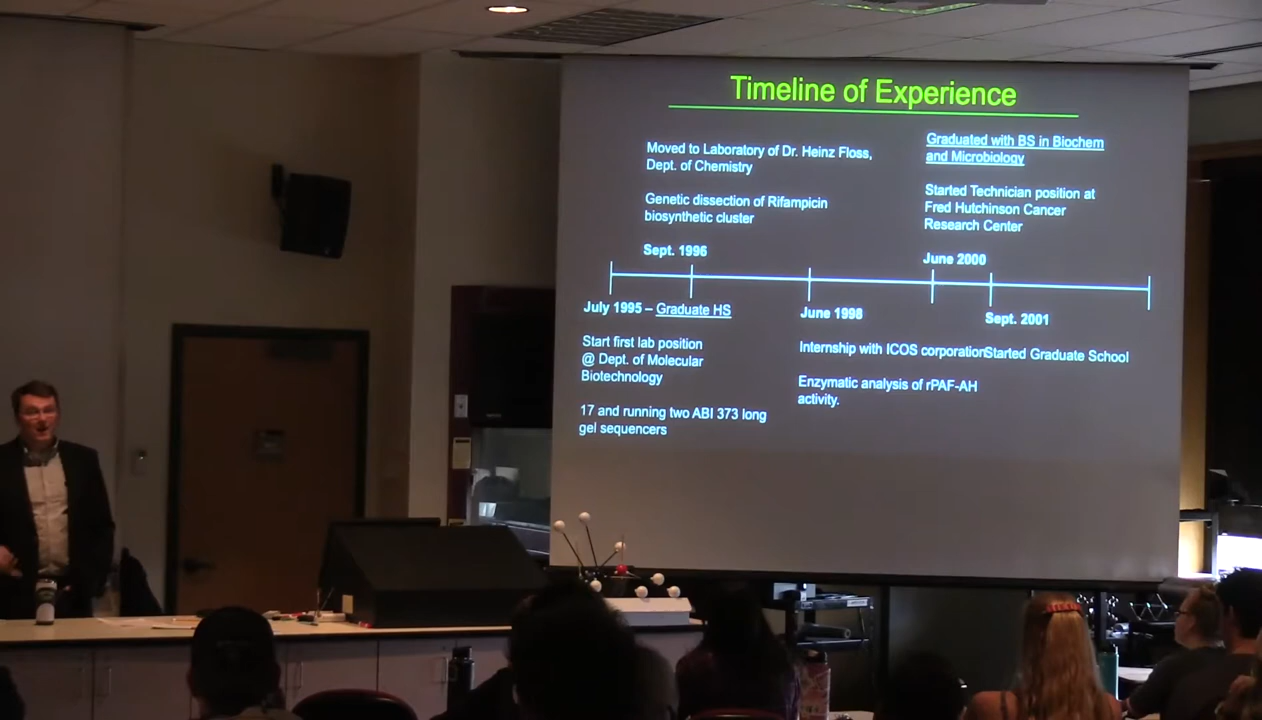 Timeline of Experience
Moved to Laboratory of Dr. Heinz Floss,
Dept. of Chemistry
Genetic dissection of Rifampicin
biosynthetic cluster
Sept. 1996
Graduated with BS in Biochem
and Microbiology
Started Technician position at
Fred Hutchinson Cancer
Research Center
June 2000
July 1995 – Graduate HS
Start first lab position
@ Dept. of Molecular
Biotechnology
17 and running two ABI 373 long
gel sequencers
June 1998
Internship with ICOS corporation
Enzymatic analysis of rPAF-AH
activity.
Sept. 2001
Started Graduate School